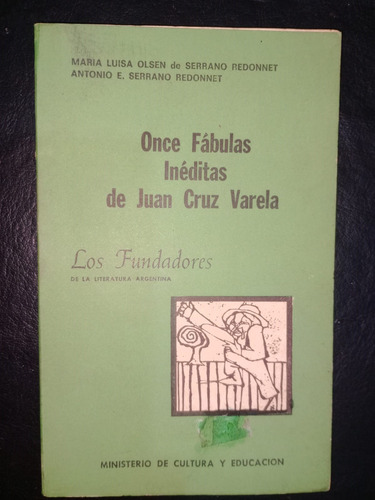 MARIA LUISA OLSEN de SERRANO REDONNET
ANTONIO E. SERRANO REDONNET
Once Fábulas
Inéditas
de Juan Cruz Varela
Los Fundadores
DE LA LITERATURA ARGENTINA
MINISTERIO DE CULTURA Y EDUCACION